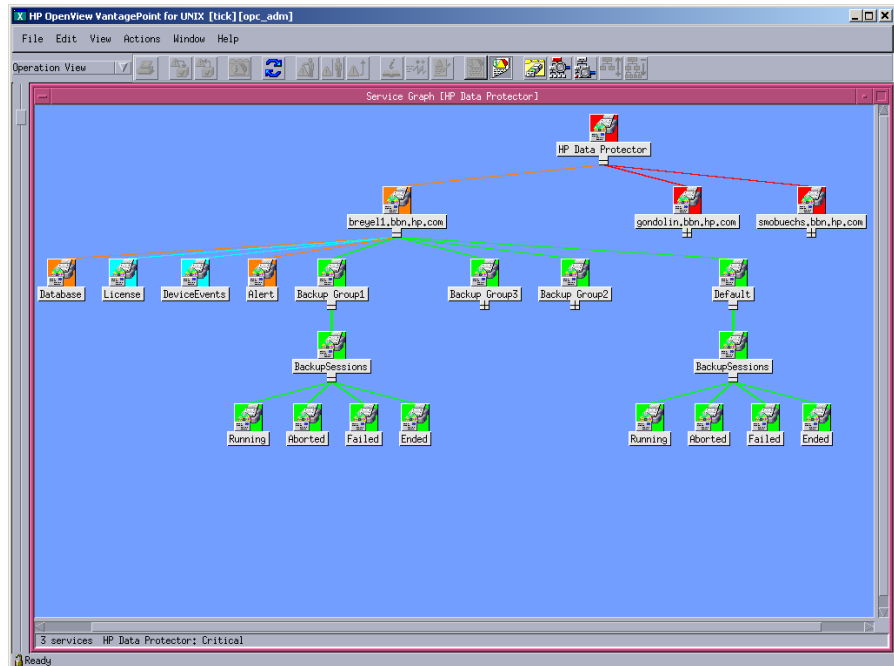 HP OpenView VantagePoint for UNIX [tick][opc_adm]
File Edit View Actions Window Help
Operation View
Service Graph [HP Data Protector]
HP Data Protector
breyel1.bbn.hp.com
gondolin.bbn.hp.com
smobuechs.bbn.hp.com
Database
License
DeviceEvents
Alert
Backup Group1
Backup Group3
Backup Group2
Default
BackupSessions
BackupSessions
Running
Aborted
Failed
Ended
Running
Aborted
Failed
Ended
3 services HP Data Protector: Critical
Ready